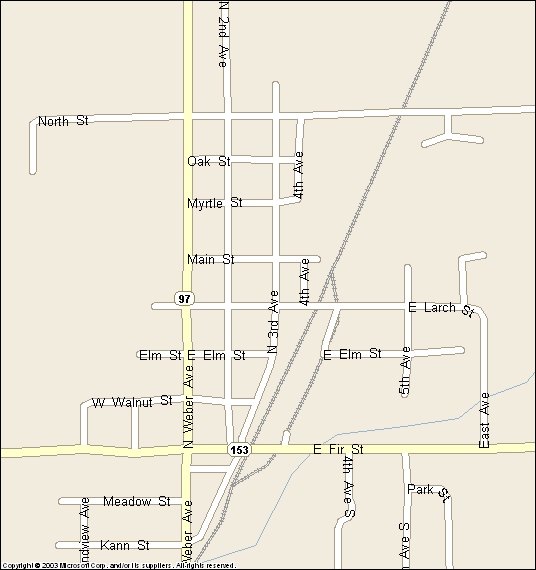 N 2nd Ave
North St
Oak St
4th Ave
Myrtle St
Main St
4th Ave
97
E Larch St
N 3rd Ave
Elm St
E Elm St
E Elm St
5th Ave
N Weber Ave
W Walnut St
East Ave
153
E Fir St
4th Ave S
Park St
Meadow St
ndview Ave
Kann St
Weber Ave
Ave S
Copyright © 2003 Microsoft Corp. and/or its suppliers. All rights reserved.